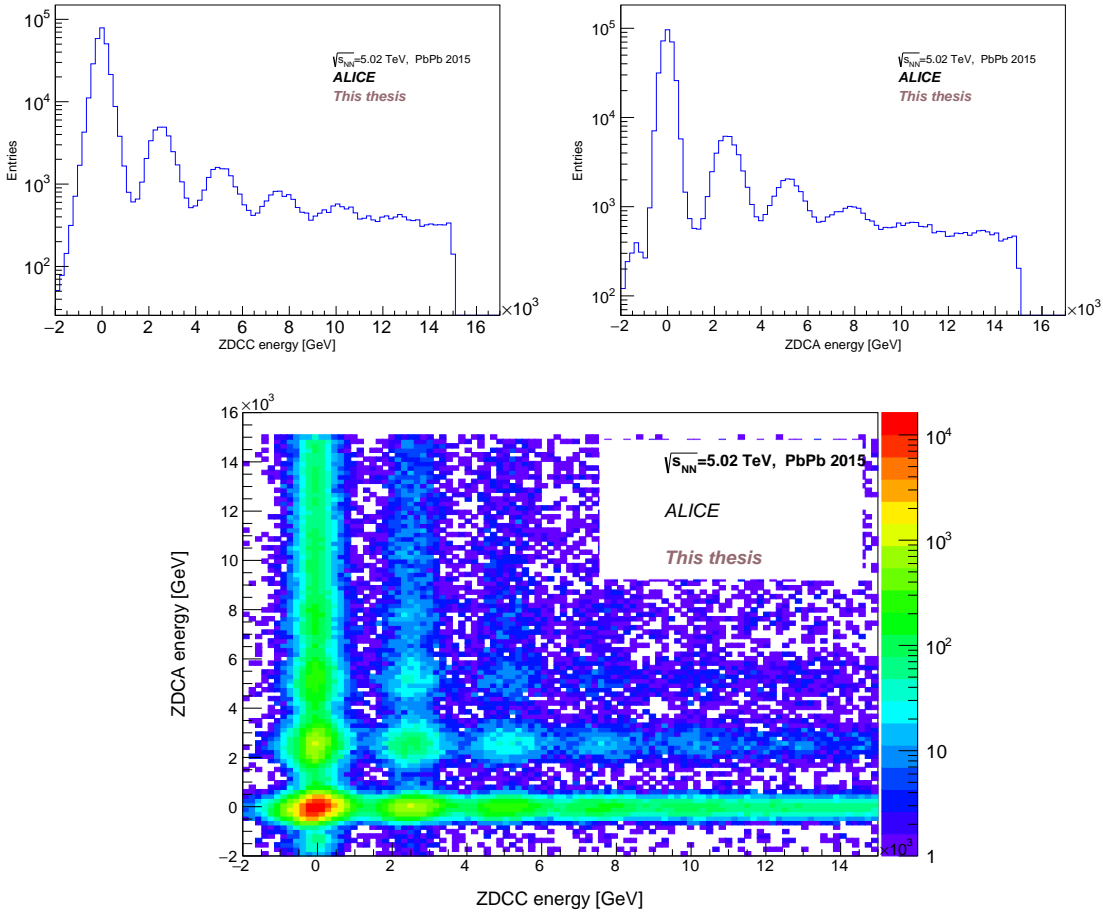 10^5
10^4
10^3
10^2
Entries
√s_NN=5.02 TeV, PbPb 2015
ALICE
This thesis
−2 0 2 4 6 8 10 12 14 16
×10^3
ZDCC energy [GeV]
10^5
10^4
10^3
10^2
Entries
√s_NN=5.02 TeV, PbPb 2015
ALICE
This thesis
−2 0 2 4 6 8 10 12 14 16
×10^3
ZDCA energy [GeV]
×10^3
16
14
12
10
8
6
4
2
0
−2
ZDCA energy [GeV]
√s_NN=5.02 TeV, PbPb 2015
ALICE
This thesis
10^4
10^3
10^2
10
1
×10^3
−2 0 2 4 6 8 10 12 14
ZDCC energy [GeV]